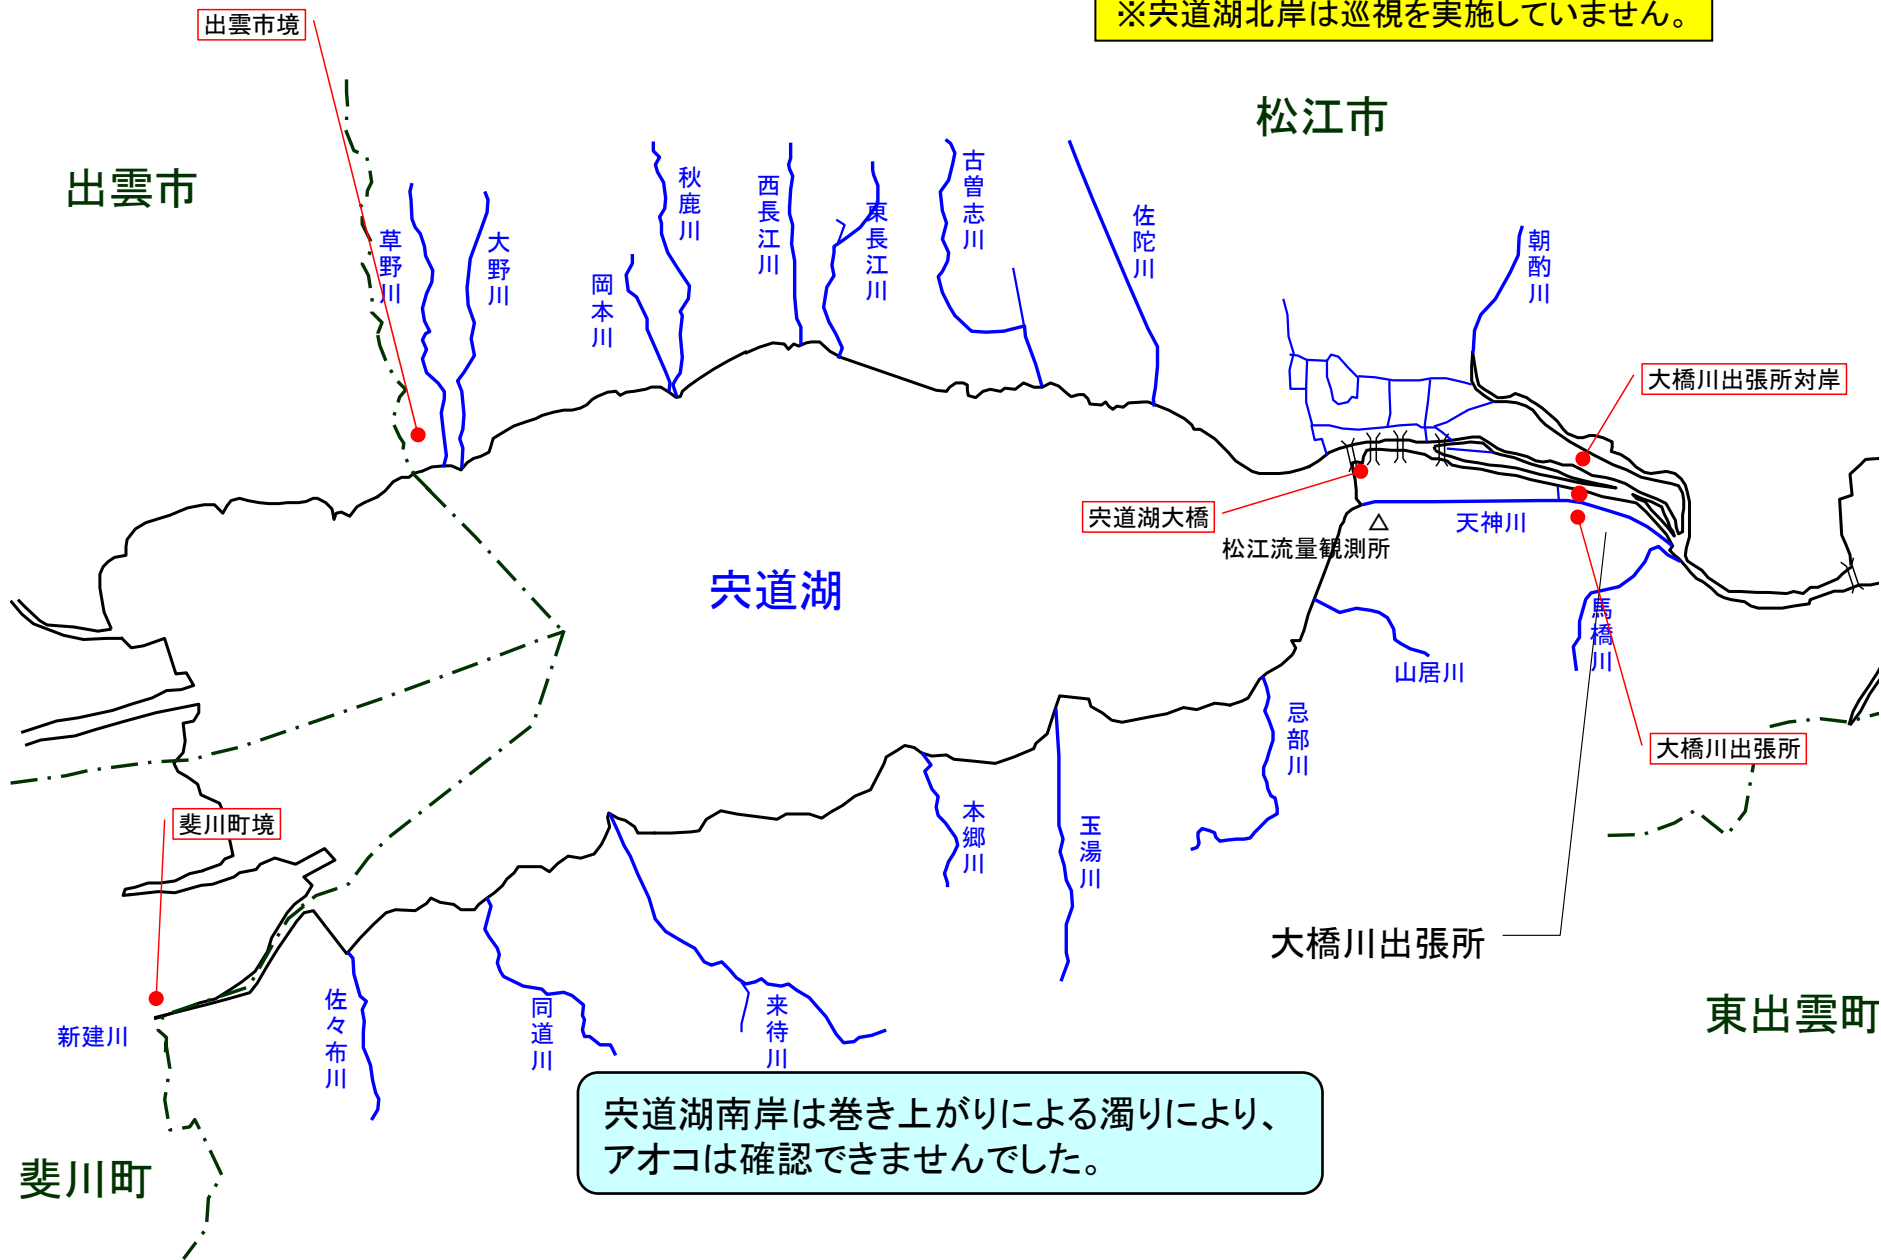 ※宍道湖北岸は巡視を実施していません。
出雲市境
松江市
出雲市
草野川
大野川
岡本川
秋鹿川
西長江川
東長江川
古曽志川
佐陀川
朝酌川
大橋川出張所対岸
宍道湖大橋
天神川
松江流量観測所
宍道湖
馬橋川
山居川
忌部川
大橋川出張所
斐川町境
本郷川
玉湯川
大橋川出張所
東出雲町
新建川
佐々布川
同道川
来待川
宍道湖南岸は巻き上がりによる濁りにより、
アオコは確認できませんでした。
斐川町